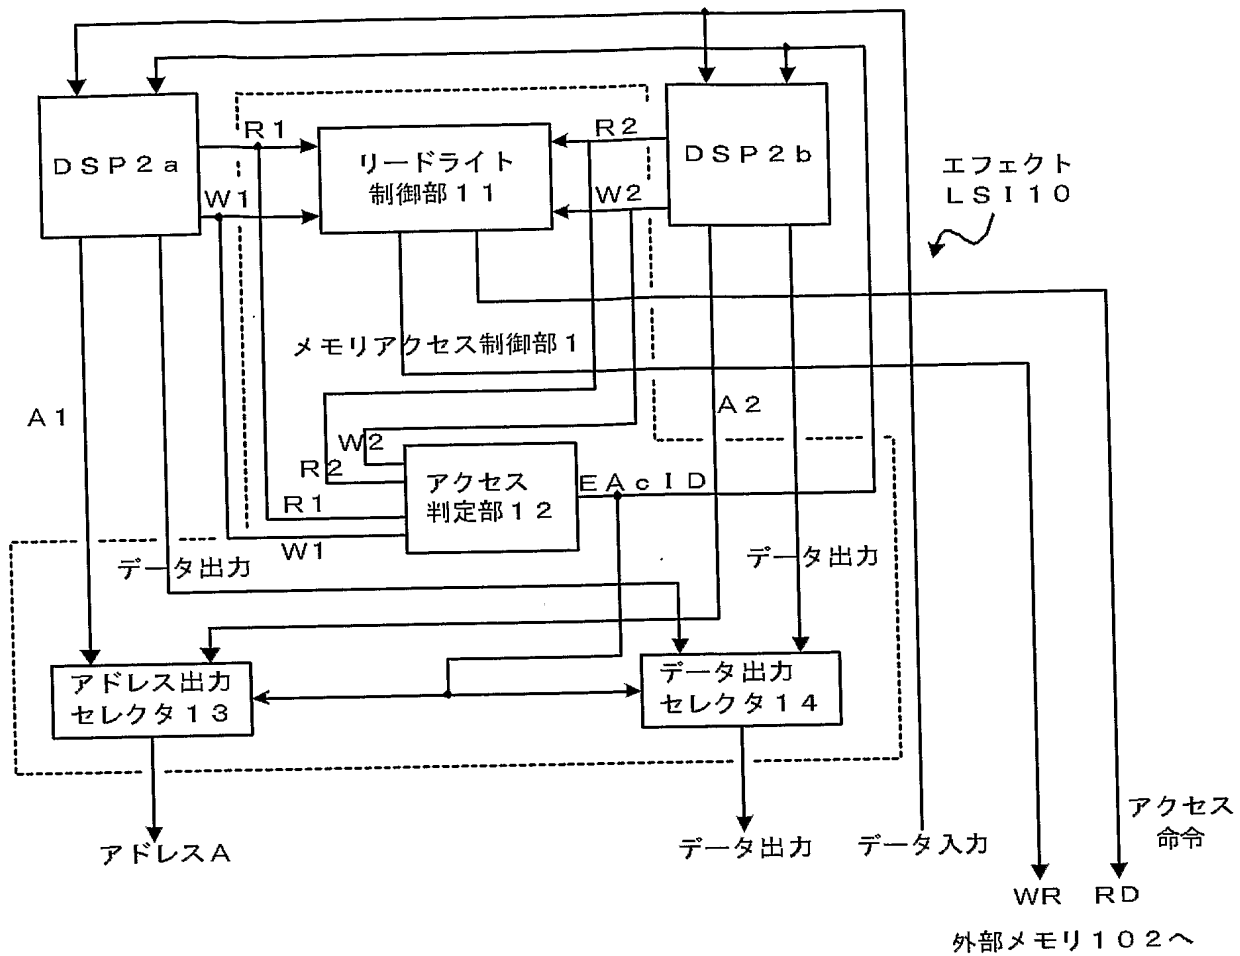 DSP2a
R1
W1
リードライト
制御部11
R2
W2
DSP2b
エフェクト
LSI10
メモリアクセス制御部1
A1
A2
W2
R2
R1
W1
アクセス
判定部12
EAcID
データ出力
データ出力
アドレス出力
セレクタ13
データ出力
セレクタ14
アドレスA
データ出力
データ入力
アクセス
命令
WR
RD
外部メモリ102へ